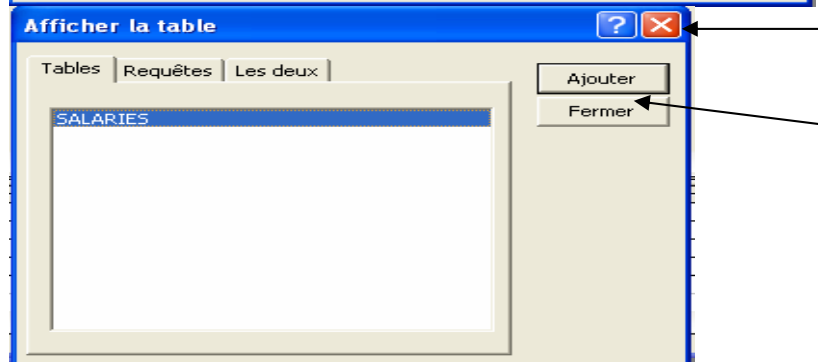 Afficher la table
Tables Requêtes Les deux
Ajouter
Fermer
SALARIES